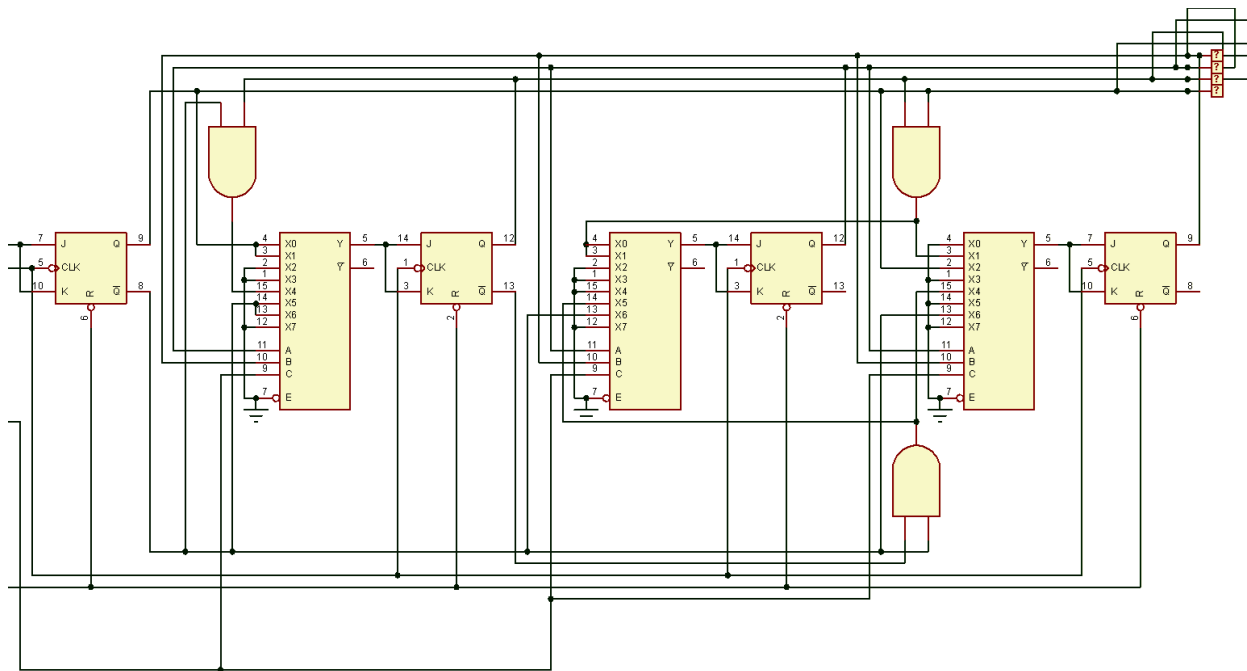 ? ? ? ?
7 J Q 9
5 CLK
10 K Q 8
R
6
4 X0 Y 5
3 X1
2 X2 Y 6
1 X3
15 X4
14 X5
13 X6
12 X7
11 A
10 B
9 C
7 E
14 J Q 12
1 CLK
3 K Q 13
R
2
4 X0 Y 5
3 X1
2 X2 Y 6
1 X3
15 X4
14 X5
13 X6
12 X7
11 A
10 B
9 C
7 E
14 J Q 12
1 CLK
3 K Q 13
R
2
4 X0 Y 5
3 X1
2 X2 Y 6
1 X3
15 X4
14 X5
13 X6
12 X7
11 A
10 B
9 C
7 E
7 J Q 9
5 CLK
10 K Q 8
R
6